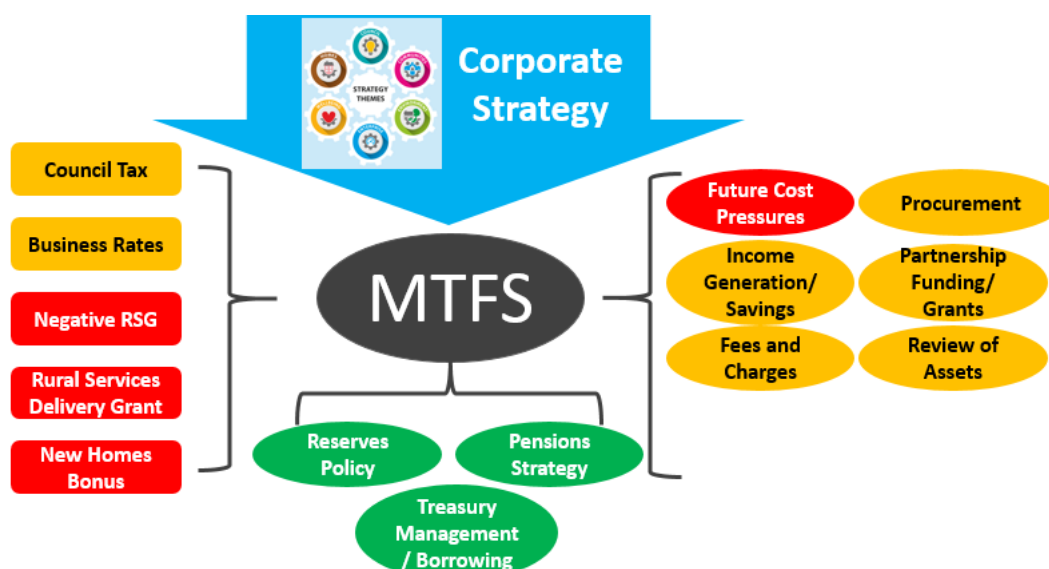 Corporate
Strategy
STRATEGY
THEMES
Council Tax
Business Rates
Negative RSG
Rural Services
Delivery Grant
New Homes
Bonus
MTFS
Reserves
Policy
Pensions
Strategy
Treasury
Management
/ Borrowing
Future Cost
Pressures
Procurement
Income
Generation/
Savings
Partnership
Funding/
Grants
Fees and
Charges
Review of
Assets